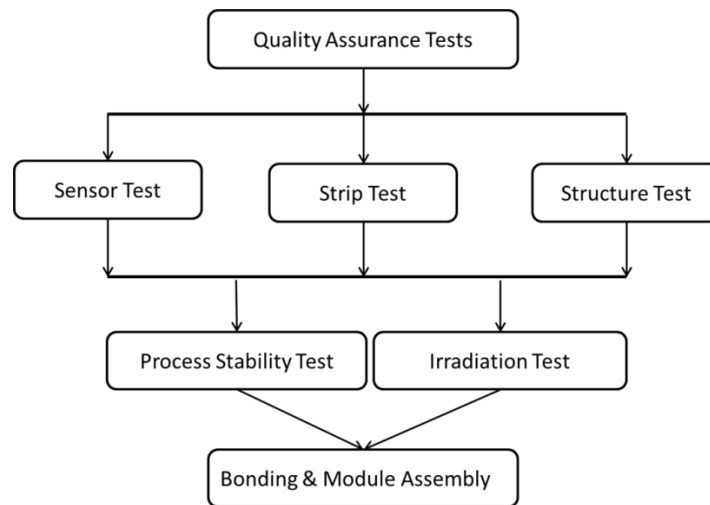 Quality Assurance Tests
Sensor Test
Strip Test
Structure Test
Process Stability Test
Irradiation Test
Bonding & Module Assembly